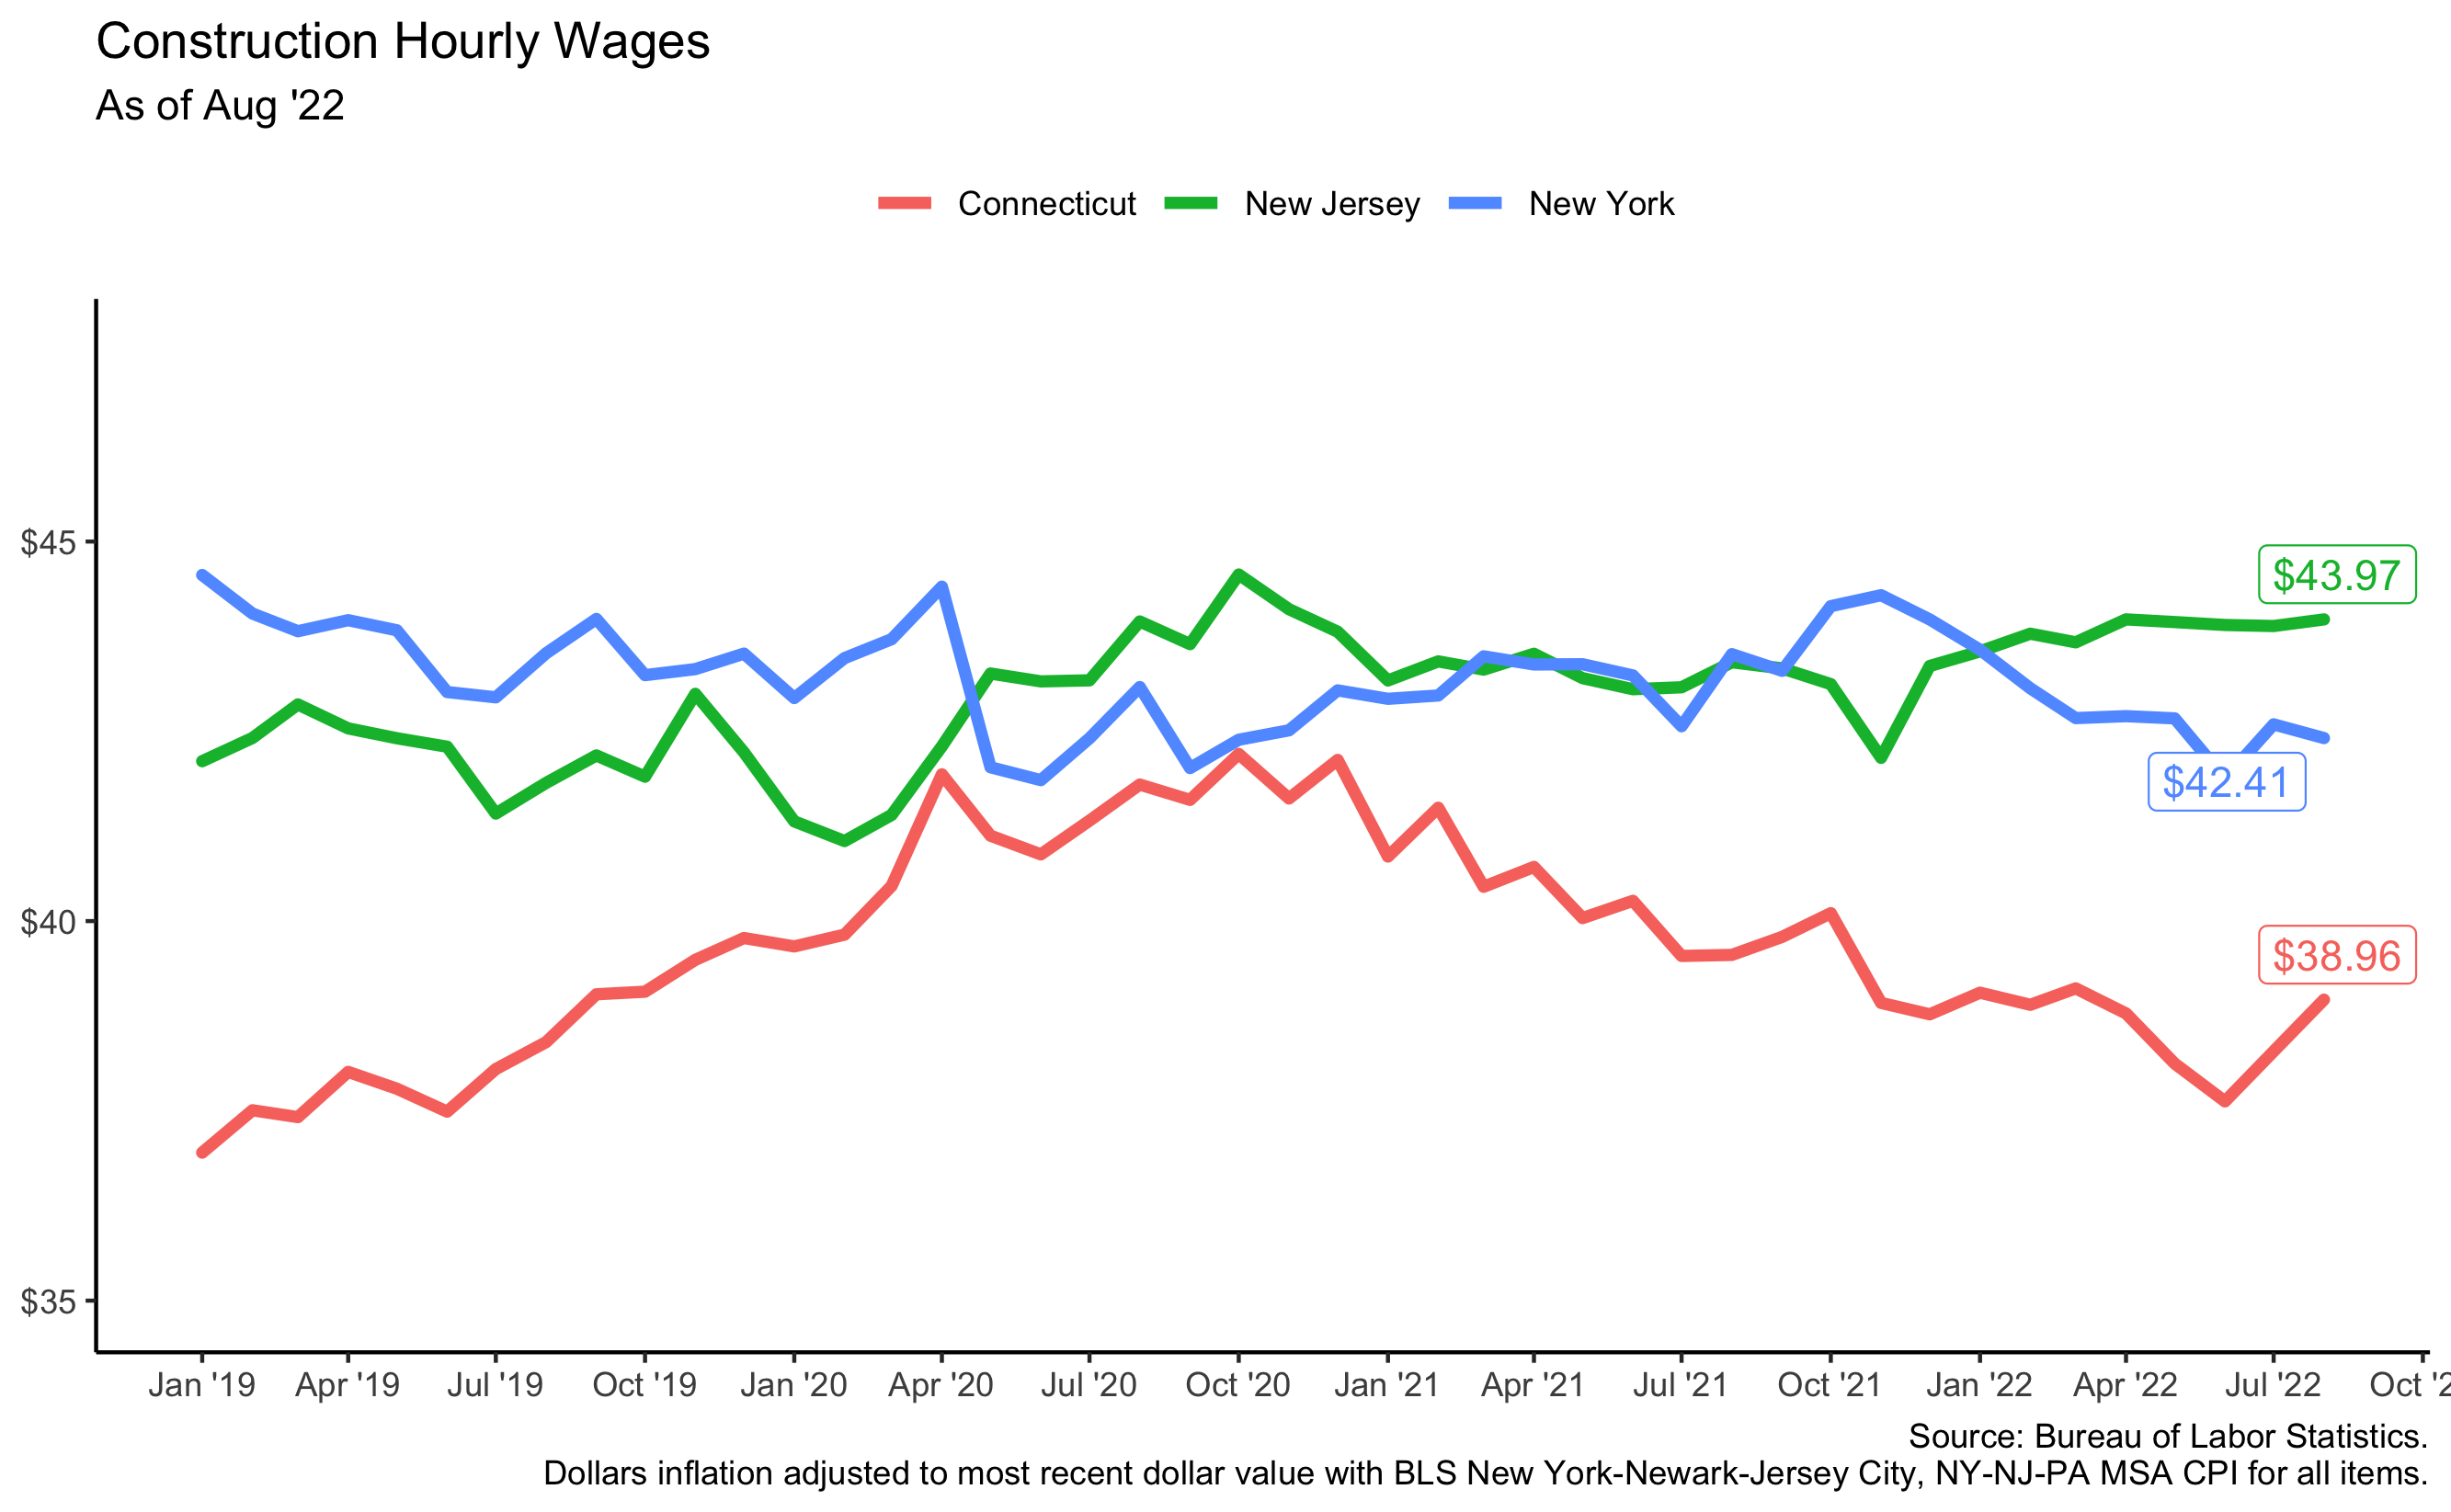 Construction Hourly Wages
As of Aug '22
Connecticut New Jersey New York
$45
$43.97
$42.41
$40
$38.96
$35
Jan '19 Apr '19 Jul '19 Oct '19 Jan '20 Apr '20 Jul '20 Oct '20 Jan '21 Apr '21 Jul '21 Oct '21 Jan '22 Apr '22 Jul '22 Oct '2
Source: Bureau of Labor Statistics.
Dollars inflation adjusted to most recent dollar value with BLS New York-Newark-Jersey City, NY-NJ-PA MSA CPI for all items.